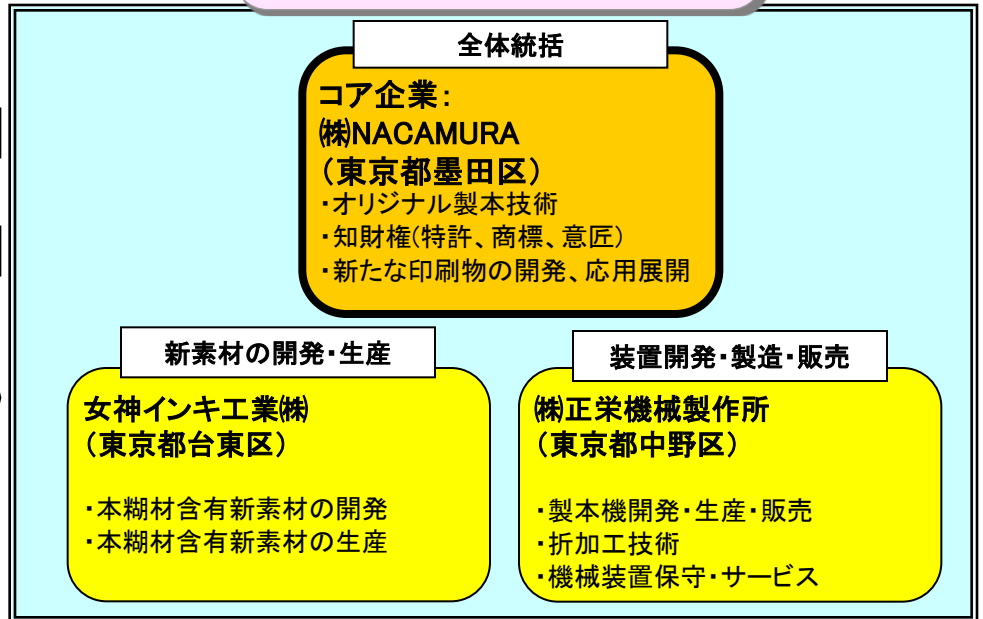 全体統括
コア企業：
㈱NACAMURA
（東京都墨田区）
・オリジナル製本技術
・知財権(特許、商標、意匠)
・新たな印刷物の開発、応用展開
新素材の開発・生産
女神インキ工業㈱
（東京都台東区）
・本糊材含有新素材の開発
・本糊材含有新素材の生産
装置開発・製造・販売
㈱正栄機械製作所
（東京都中野区）
・製本機開発・生産・販売
・折加工技術
・機械装置保守・サービス